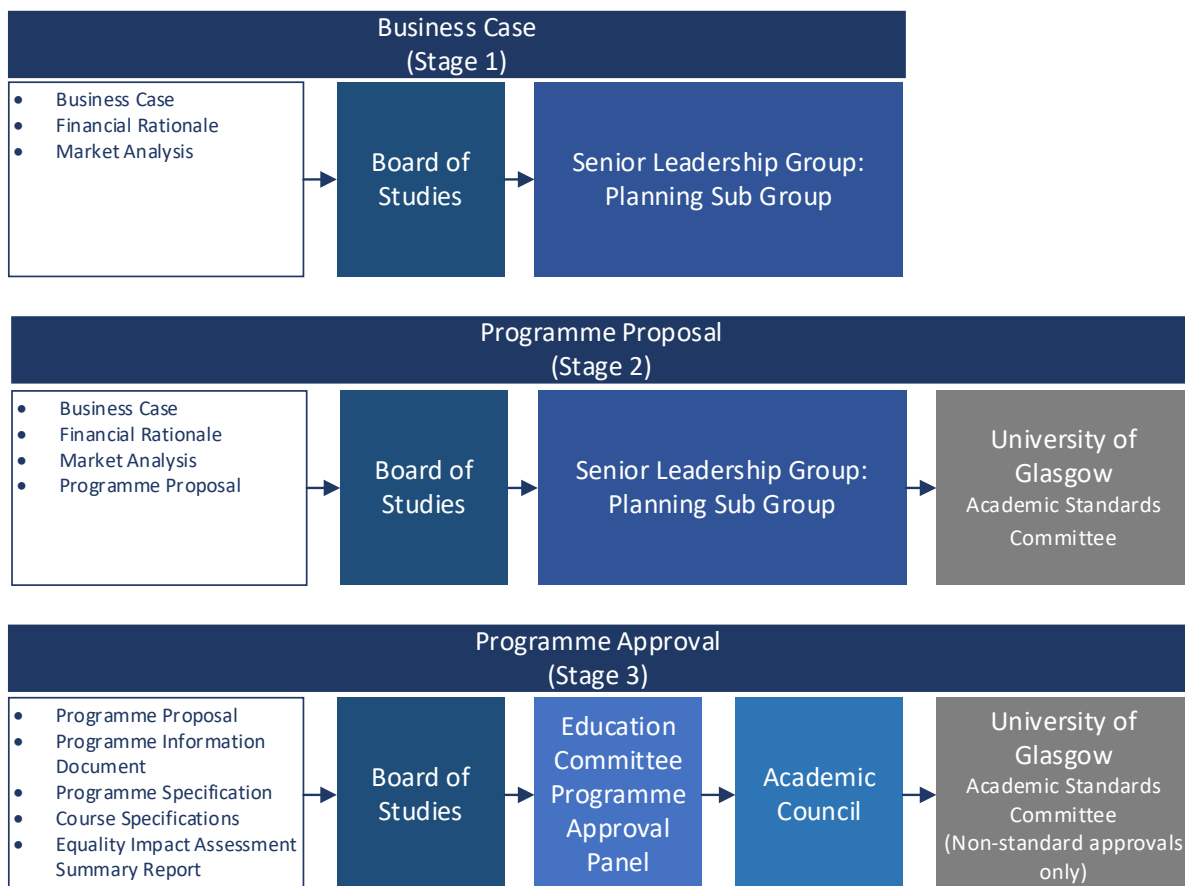 Business Case
(Stage 1)
• Business Case
• Financial Rationale
• Market Analysis
Board of
Studies
Senior Leadership Group:
Planning Sub Group
Programme Proposal
(Stage 2)
• Business Case
• Financial Rationale
• Market Analysis
• Programme Proposal
Board of
Studies
Senior Leadership Group:
Planning Sub Group
University of
Glasgow
Academic Standards
Committee
Programme Approval
(Stage 3)
• Programme Proposal
• Programme Information
Document
• Programme Specification
• Course Specifications
• Equality Impact Assessment
Summary Report
Board of
Studies
Education
Committee
Programme
Approval
Panel
Academic
Council
University of
Glasgow
Academic Standards
Committee
(Non-standard approvals
only)